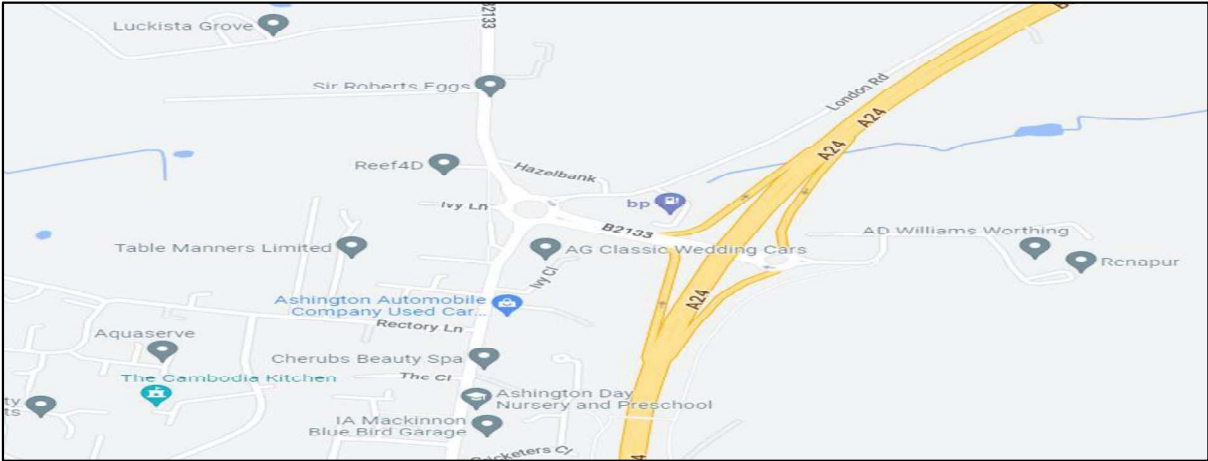 Luckista Grove
B2133
Sir Roberts Eggs
London Rd
A24
A24
Reef4D
Hazelbank
Ivy Ln
bp
B2133
AG Classic Wedding Cars
AD Williams Worthing
Renapur
Table Manners Limited
Ivy Cl
A24
Ashington Automobile
Company Used Car...
Rectory Ln
Aquaserve
Cherubs Beauty Spa
The Cl
The Cambodia Kitchen
Ashington Day
Nursery and Preschool
IA Mackinnon
Blue Bird Garage